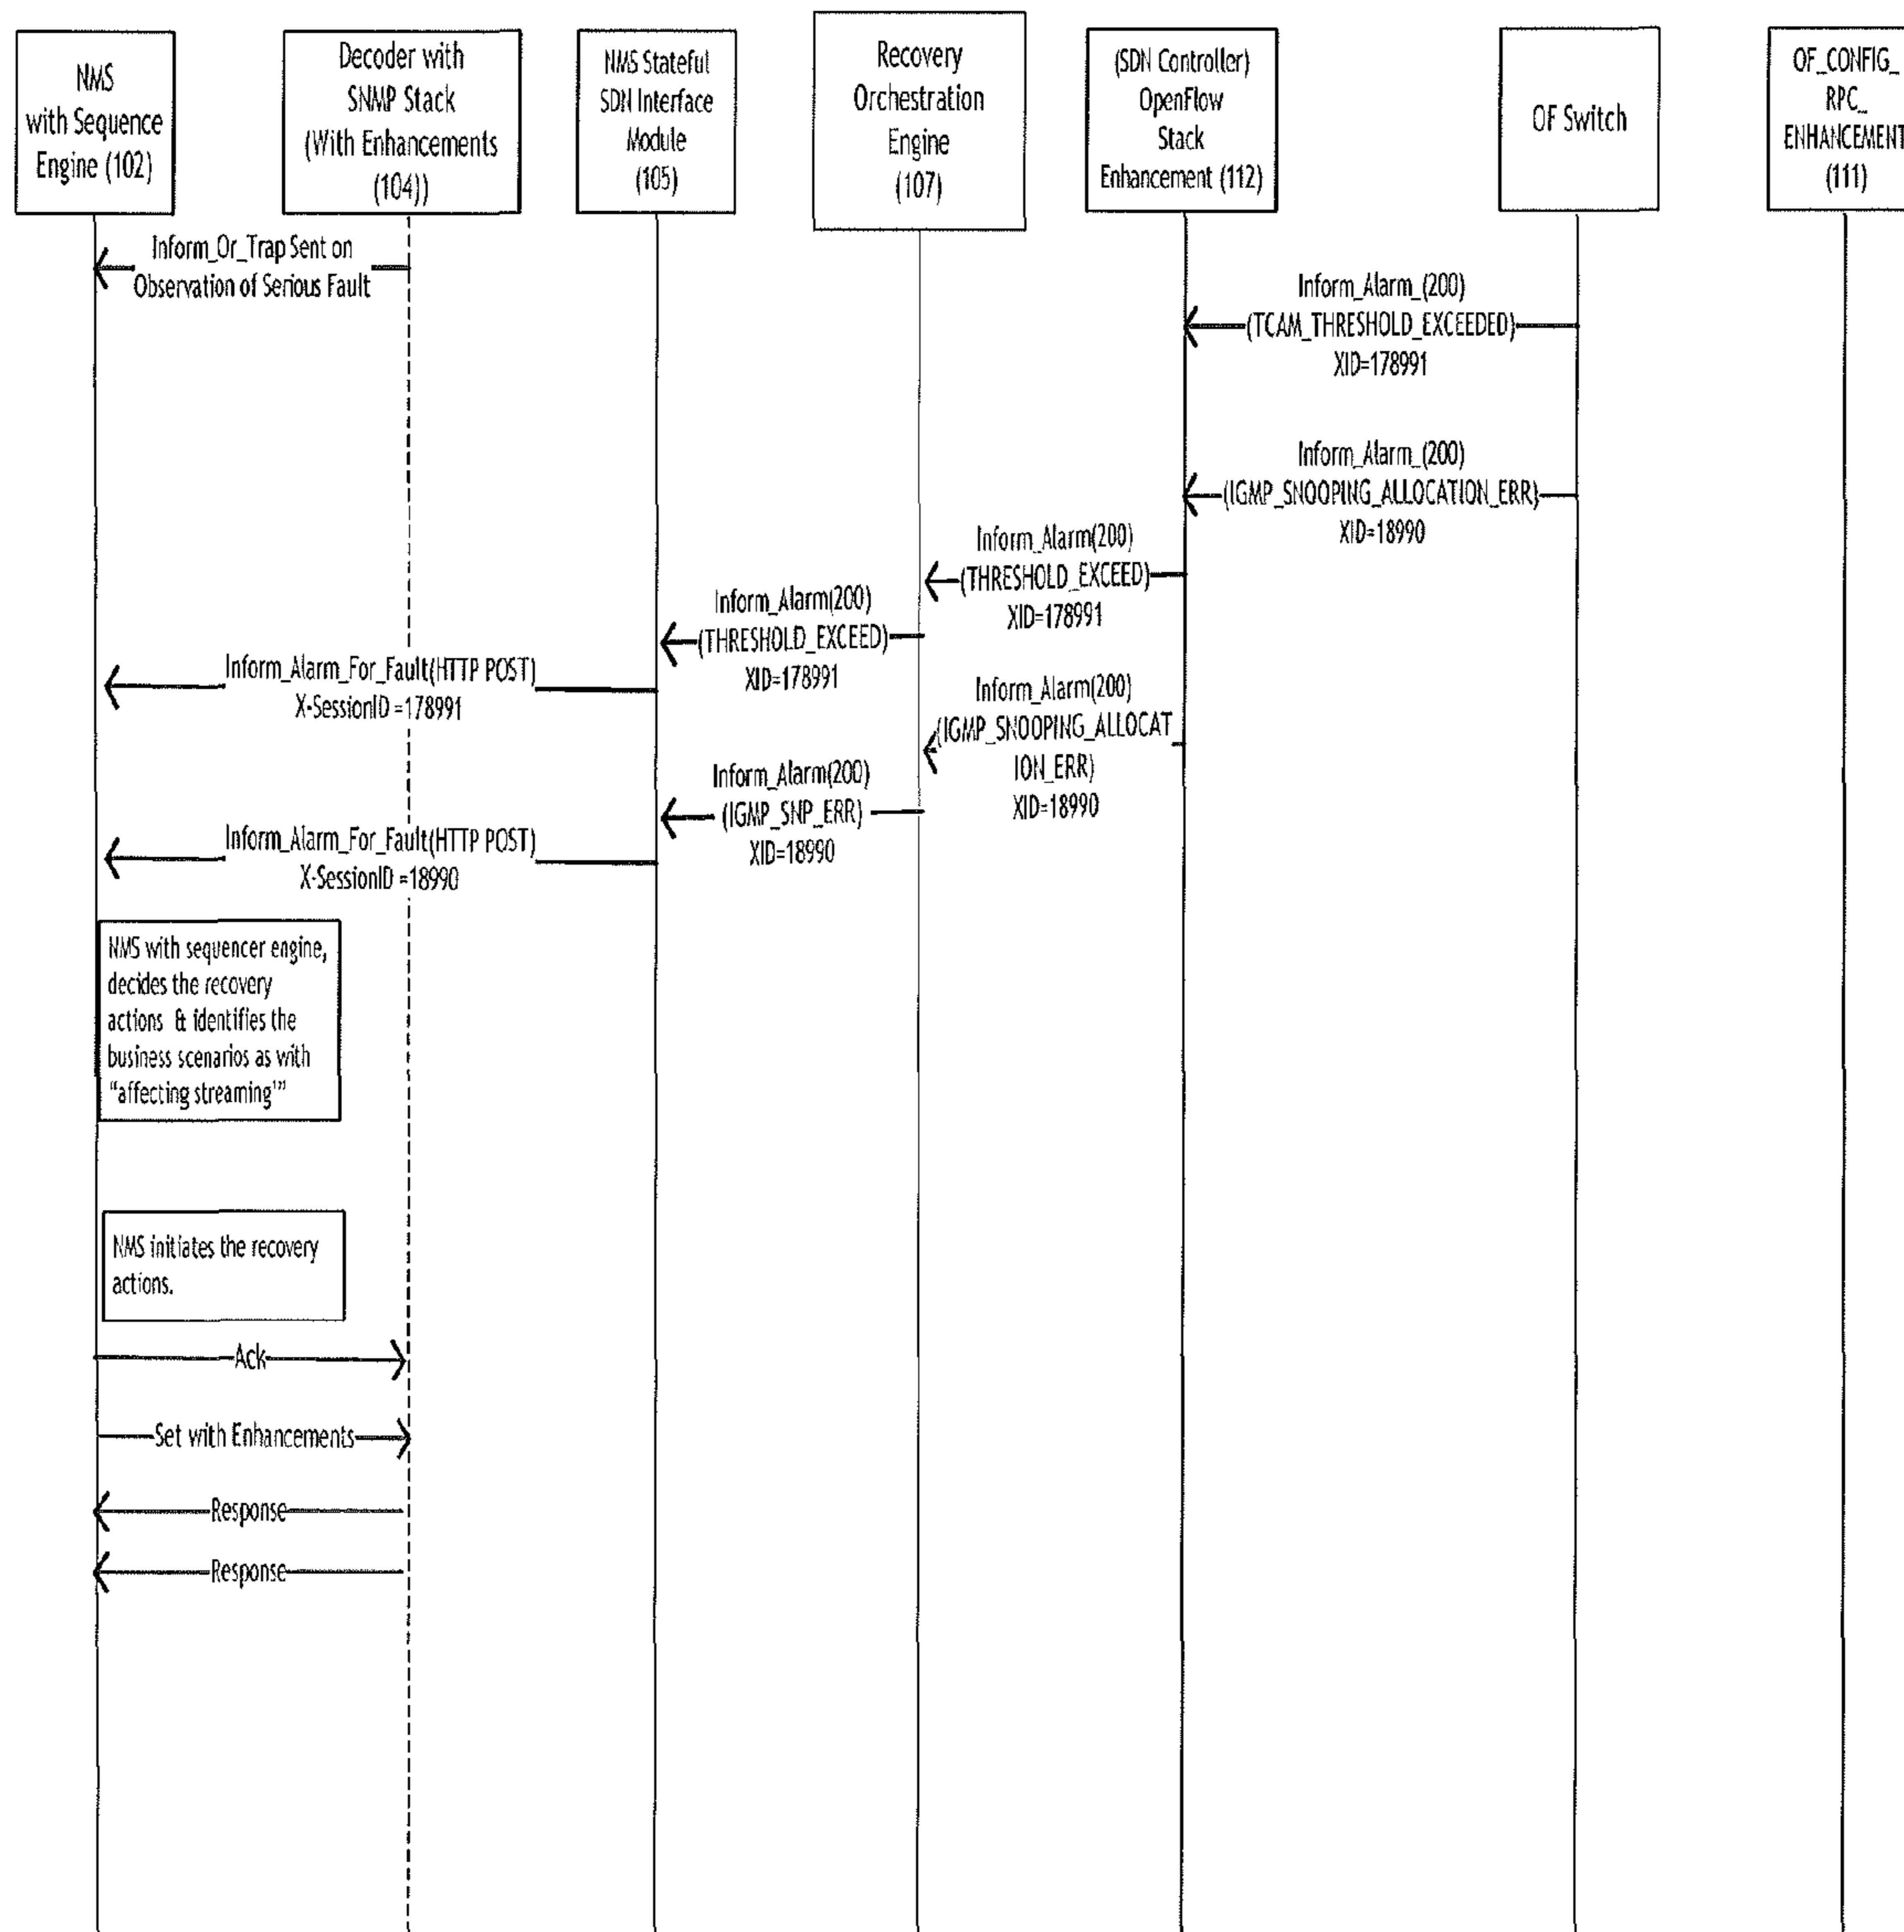 NMS
with Sequence
Engine (102)
Decoder with
SNMP Stack
(With Enhancements
(104))
NMS Stateful
SDN Interface
Module
(105)
Recovery
Orchestration
Engine
(107)
(SDN Controller)
OpenFlow
Stack
Enhancement (112)
OF Switch
OF_CONFIG_
RPC_
ENHANCEMENT
(111)
Inform_Or_Trap Sent on
Observation of Serious Fault
Inform_Alarm_(200)
(TCAM_THRESHOLD_EXCEEDED)
XID=178991
Inform_Alarm_(200)
(IGMP_SNOOPING_ALLOCATION_ERR)
XID=18990
Inform_Alarm(200)
(THRESHOLD_EXCEED)
XID=178991
Inform_Alarm(200)
(THRESHOLD_EXCEED)
XID=178991
Inform_Alarm_For_Fault(HTTP POST)
X-SessionID =178991
Inform_Alarm(200)
(IGMP_SNOOPING_ALLOCAT
ION_ERR)
XID=18990
Inform_Alarm(200)
(IGMP_SNP_ERR)
XID=18990
Inform_Alarm_For_Fault(HTTP POST)
X-SessionID =18990
NMS with sequencer engine,
decides the recovery
actions & identifies the
business scenarios as with
"affecting streaming'"
NMS initiates the recovery
actions.
Ack
Set with Enhancements
Response
Response